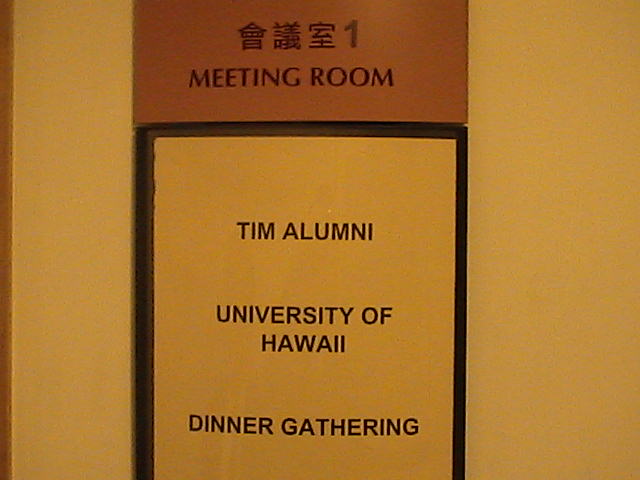 會議室1
MEETING ROOM
TIM ALUMNI
UNIVERSITY OF
HAWAII
DINNER GATHERING